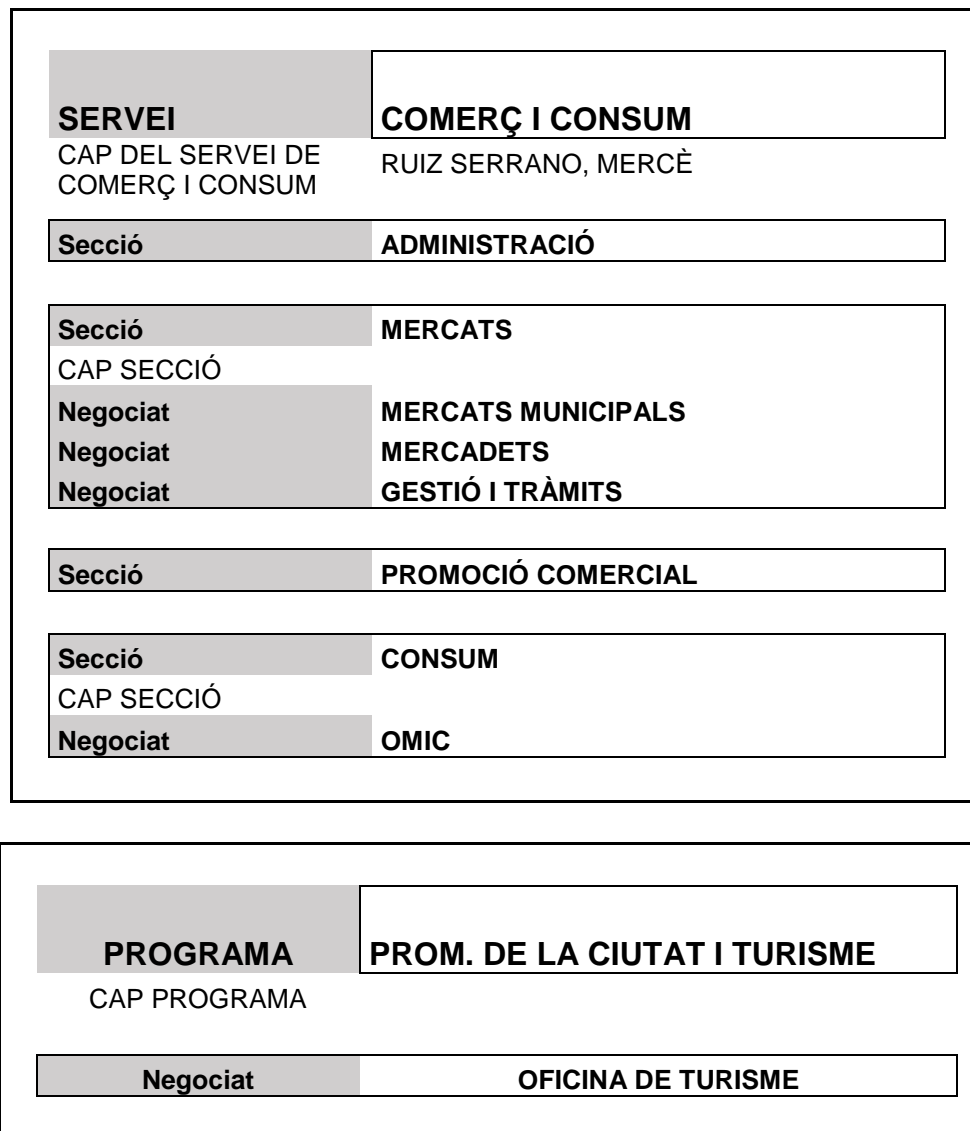 SERVEI COMERÇ I CONSUM
CAP DEL SERVEI DE
COMERÇ I CONSUM
RUIZ SERRANO, MERCÈ
Secció ADMINISTRACIÓ
Secció MERCATS
CAP SECCIÓ
Negociat MERCATS MUNICIPALS
Negociat MERCADETS
Negociat GESTIÓ I TRÀMITS
Secció PROMOCIÓ COMERCIAL
Secció CONSUM
CAP SECCIÓ
Negociat OMIC
PROGRAMA PROM. DE LA CIUTAT I TURISME
CAP PROGRAMA
Negociat OFICINA DE TURISME